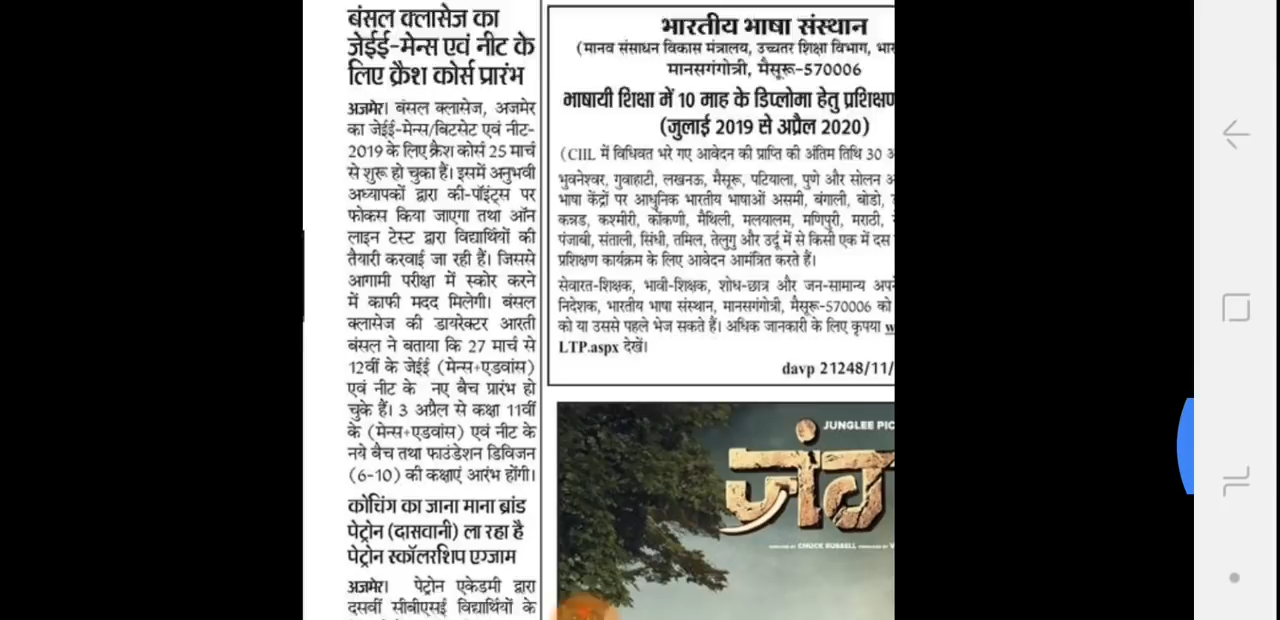 बंसल क्लासेज का
जेईई-मेन्स एवं नीट के
लिए क्रैश कोर्स प्रारंभ
अजमेर। बंसल क्लासेज, अजमेर
का जेईई-मेन्स/बिटसेट एवं नीट-
2019 के लिए क्रैश कोर्स 25 मार्च
से शुरू हो चुका हैं। इसमें अनुभवी
अध्यापकों द्वारा की-पॉइंट्स पर
फोकस किया जाएगा तथा ऑन
लाइन टेस्ट द्वारा विद्यार्थियों की
तैयारी करवाई जा रही हैं। जिससे
आगामी परीक्षा में स्कोर करने
में काफी मदद मिलेगी। बंसल
क्लासेज की डायरेक्टर आरती
बंसल ने बताया कि 27 मार्च से
12वीं के जेईई (मेन्स+एडवांस)
एवं नीट के नए बैच प्रारंभ हो
चुके हैं। 3 अप्रैल से कक्षा 11वीं
के (मेन्स+एडवांस) एवं नीट के
नये बैच तथा फाउंडेशन डिविजन
(6-10) की कक्षाएं आरंभ होंगी।
कोचिंग का जाना माना ब्रांड
पेट्रोन (दासवानी) ला रहा है
पेट्रोन स्कॉलरशिप एग्जाम
अजमेर। पेट्रोन एकेडमी द्वारा
दसवीं सीबीएसई विद्यार्थियों के
भारतीय भाषा संस्थान
(मानव संसाधन विकास मंत्रालय, उच्चतर शिक्षा विभाग,
मानसगंगोत्री, मैसूरू-570006
भाषायी शिक्षा में 10 माह के डिप्लोमा हेतु प्रशिक्षण
(जुलाई 2019 से अप्रैल 2020)
(CIIL में विधिवत भरे गए आवेदन की प्राप्ति की अंतिम तिथि 30
भुवनेश्वर, गुवाहाटी, लखनऊ, मैसूरू, पटियाला, पुणे और सोलन
भाषा केंद्रों पर आधुनिक भारतीय भाषाओं असमी, बंगाली, बोडो,
कन्नड, कश्मीरी, कोंकणी, मैथिली, मलयालम, मणिपुरी, मराठी,
पंजाबी, संताली, सिंधी, तमिल, तेलुगु और उर्दू में से किसी एक में दस
प्रशिक्षण कार्यक्रम के लिए आवेदन आमंत्रित करते हैं।
सेवारत-शिक्षक, भावी-शिक्षक, शोध-छात्र और जन-सामान्य
निदेशक, भारतीय भाषा संस्थान, मानसगंगोत्री, मैसूरू-570006 को
को या उससे पहले भेज सकते हैं। अधिक जानकारी के लिए कृपया
LTP.aspx देखें।
davp 21248/11/
JUNGLEE PIC
जंग
CHUCK RUSSELL